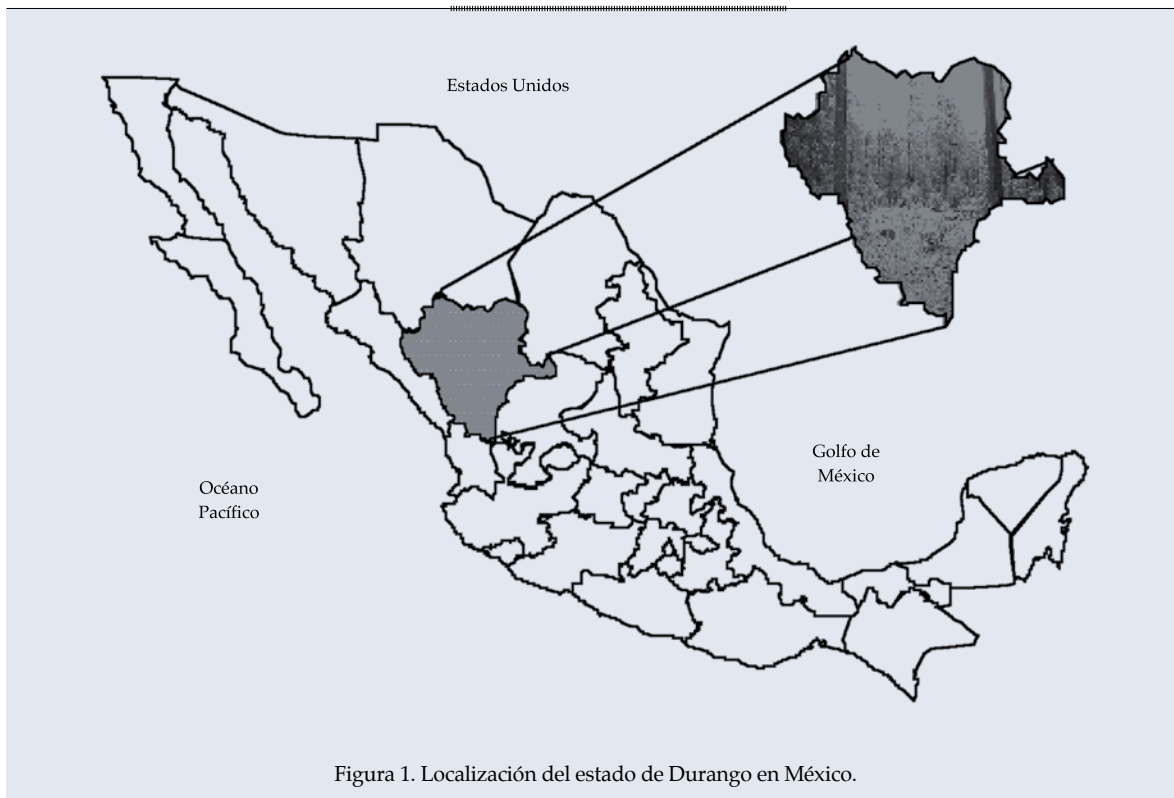 Estados Unidos
Golfo de
México
Océano
Pacífico
Figura 1. Localización del estado de Durango en México.